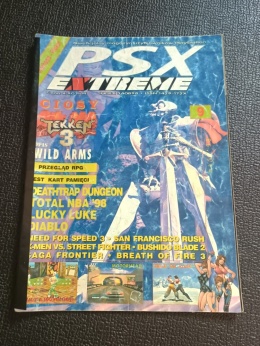 PSX
EXTREME
CLUBY
TEKKEN
3
WILD ARMS
PRZEGLĄD RPG
TEST KART PAMIĘCI
DEATHTRAP DUNGEON
TOTAL NBA '98
LUCKY LUKE
DIABLO
NEED FOR SPEED 3 • SAN FRANCISCO RUSH
X-MEN VS. STREET FIGHTER • BUSHIDO BLADE 2
SAGA FRONTIER • BREATH OF FIRE 3